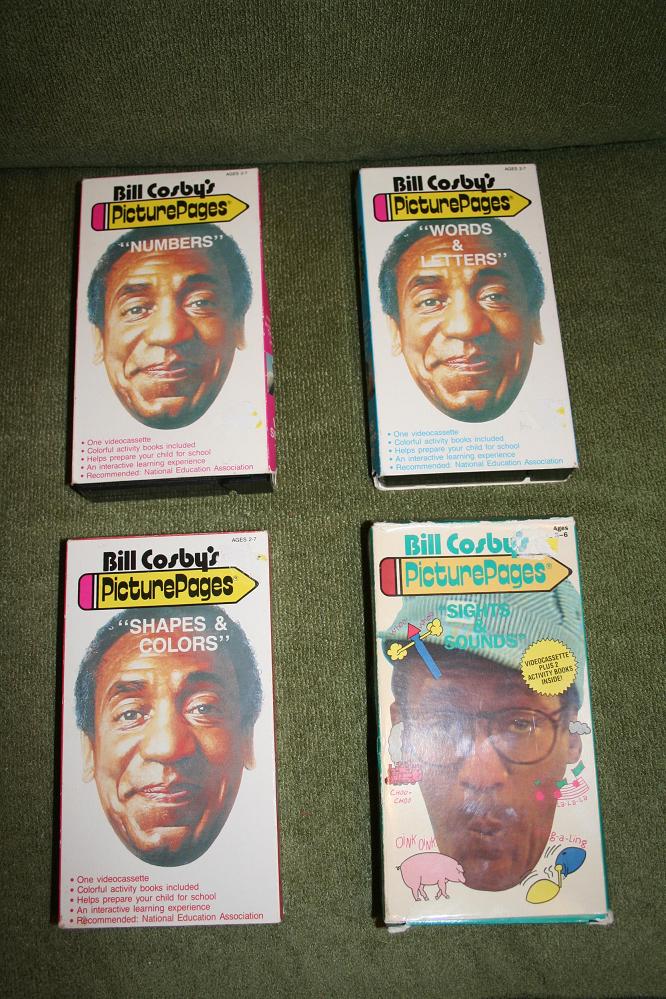 AGES 2-7
Bill Cosby's
PicturePages®
"NUMBERS"
• One videocassette
• Colorful activity books included
• Helps prepare your child for school
• An interactive learning experience
• Recommended: National Education Association
AGES 2-7
Bill Cosby's
PicturePages®
"WORDS
&
LETTERS"
• One videocassette
• Colorful activity books included
• Helps prepare your child for school
• An interactive learning experience
• Recommended: National Education Association
AGES 2-7
Bill Cosby's
PicturePages®
"SHAPES &
COLORS"
• One videocassette
• Colorful activity books included
• Helps prepare your child for school
• An interactive learning experience
• Recommended: National Education Association
Ages
-6
Bill Cosby's
PicturePages®
"SIGHTS
&
SOUNDS"
VIDEOCASSETTE
PLUS 2
ACTIVITY BOOKS
INSIDE!
CHOO-
CHOO
LA-LA-LA
OINK OINK
g-a-Ling